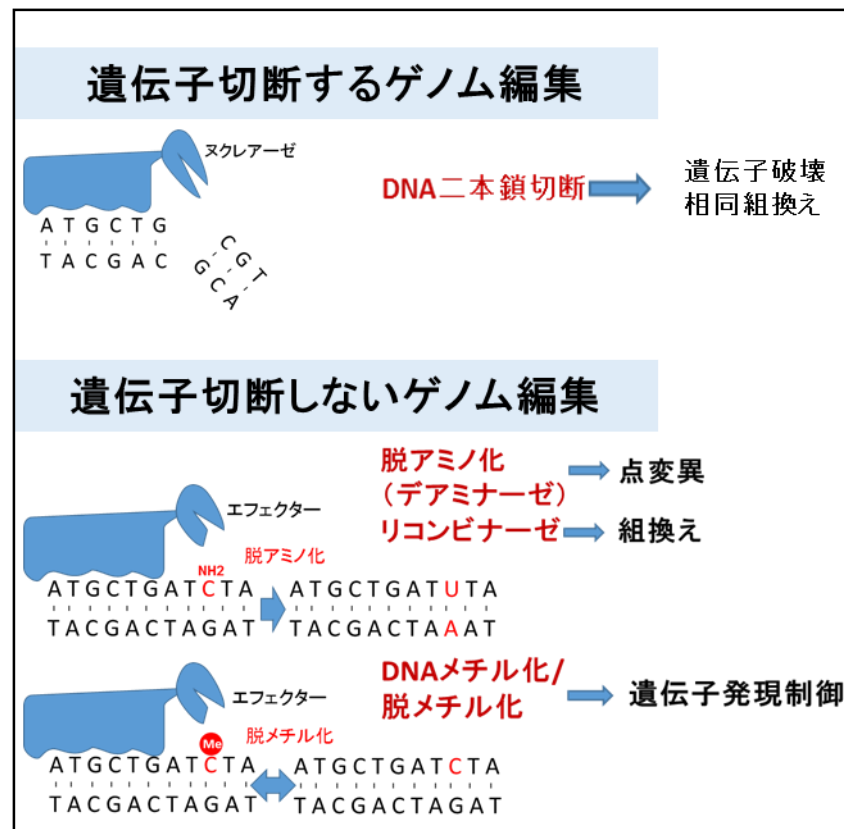 遺伝子切断するゲノム編集
ヌクレアーゼ
DNA二本鎖切断
遺伝子破壊
相同組換え
ATGCTG
TACGAC
CGT
GCA
遺伝子切断しないゲノム編集
脱アミノ化
(デアミナーゼ)
点変異
リコンビナーゼ
組換え
エフェクター
脱アミノ化
NH2
ATGCTGATCTA
ATGCTGATUTA
TACGACTAGAT
TACGACTAAAT
DNAメチル化/
脱メチル化
遺伝子発現制御
エフェクター
脱メチル化
Me
ATGCTGATCTA
ATGCTGATCTA
TACGACTAGAT
TACGACTAGAT